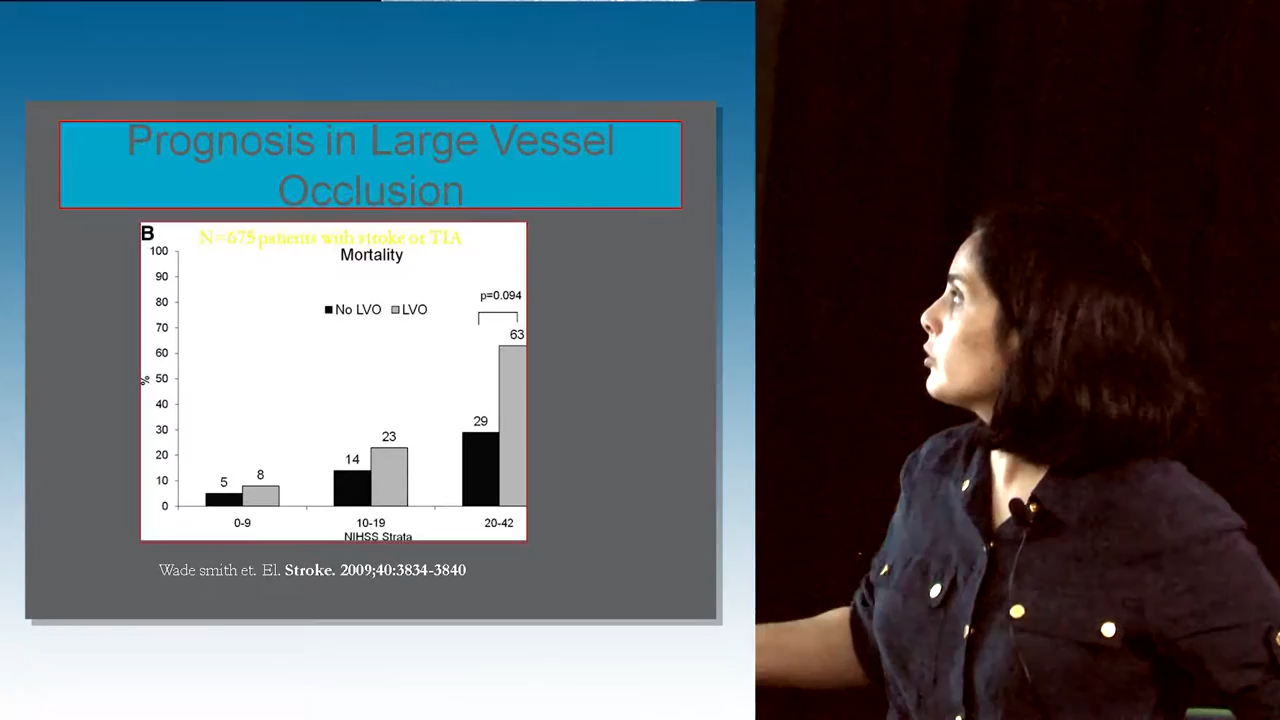 Prognosis in Large Vessel
Occlusion
B
N=675 patients with stroke or TIA
Mortality
100
90
80
70
60
50
40
30
20
10
0
%
No LVO LVO
p=0.094
5
8
14
23
29
63
0-9
10-19
20-42
NIHSS Strata
Wade smith et. El. Stroke. 2009;40:3834-3840